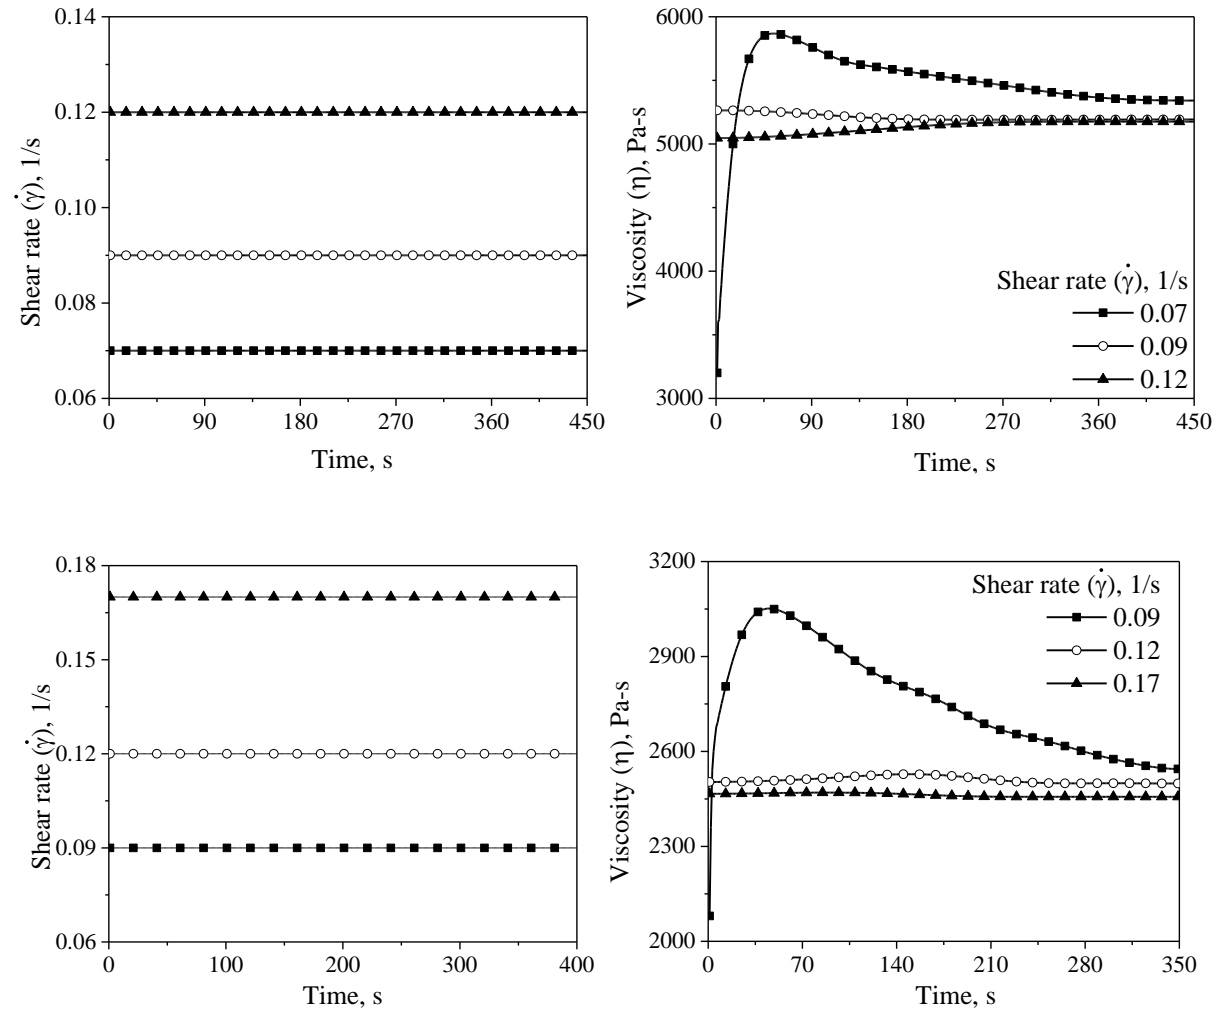 0.14
0.12
0.10
0.08
0.06
Shear rate (γ̇), 1/s
0 90 180 270 360 450
Time, s
6000
5000
4000
3000
Viscosity (η), Pa-s
Shear rate (γ̇), 1/s
0.07
0.09
0.12
0 90 180 270 360 450
Time, s
0.18
0.15
0.12
0.09
0.06
Shear rate (γ̇), 1/s
0 100 200 300 400
Time, s
3200
2900
2600
2300
2000
Viscosity (η), Pa-s
Shear rate (γ̇), 1/s
0.09
0.12
0.17
0 70 140 210 280 350
Time, s